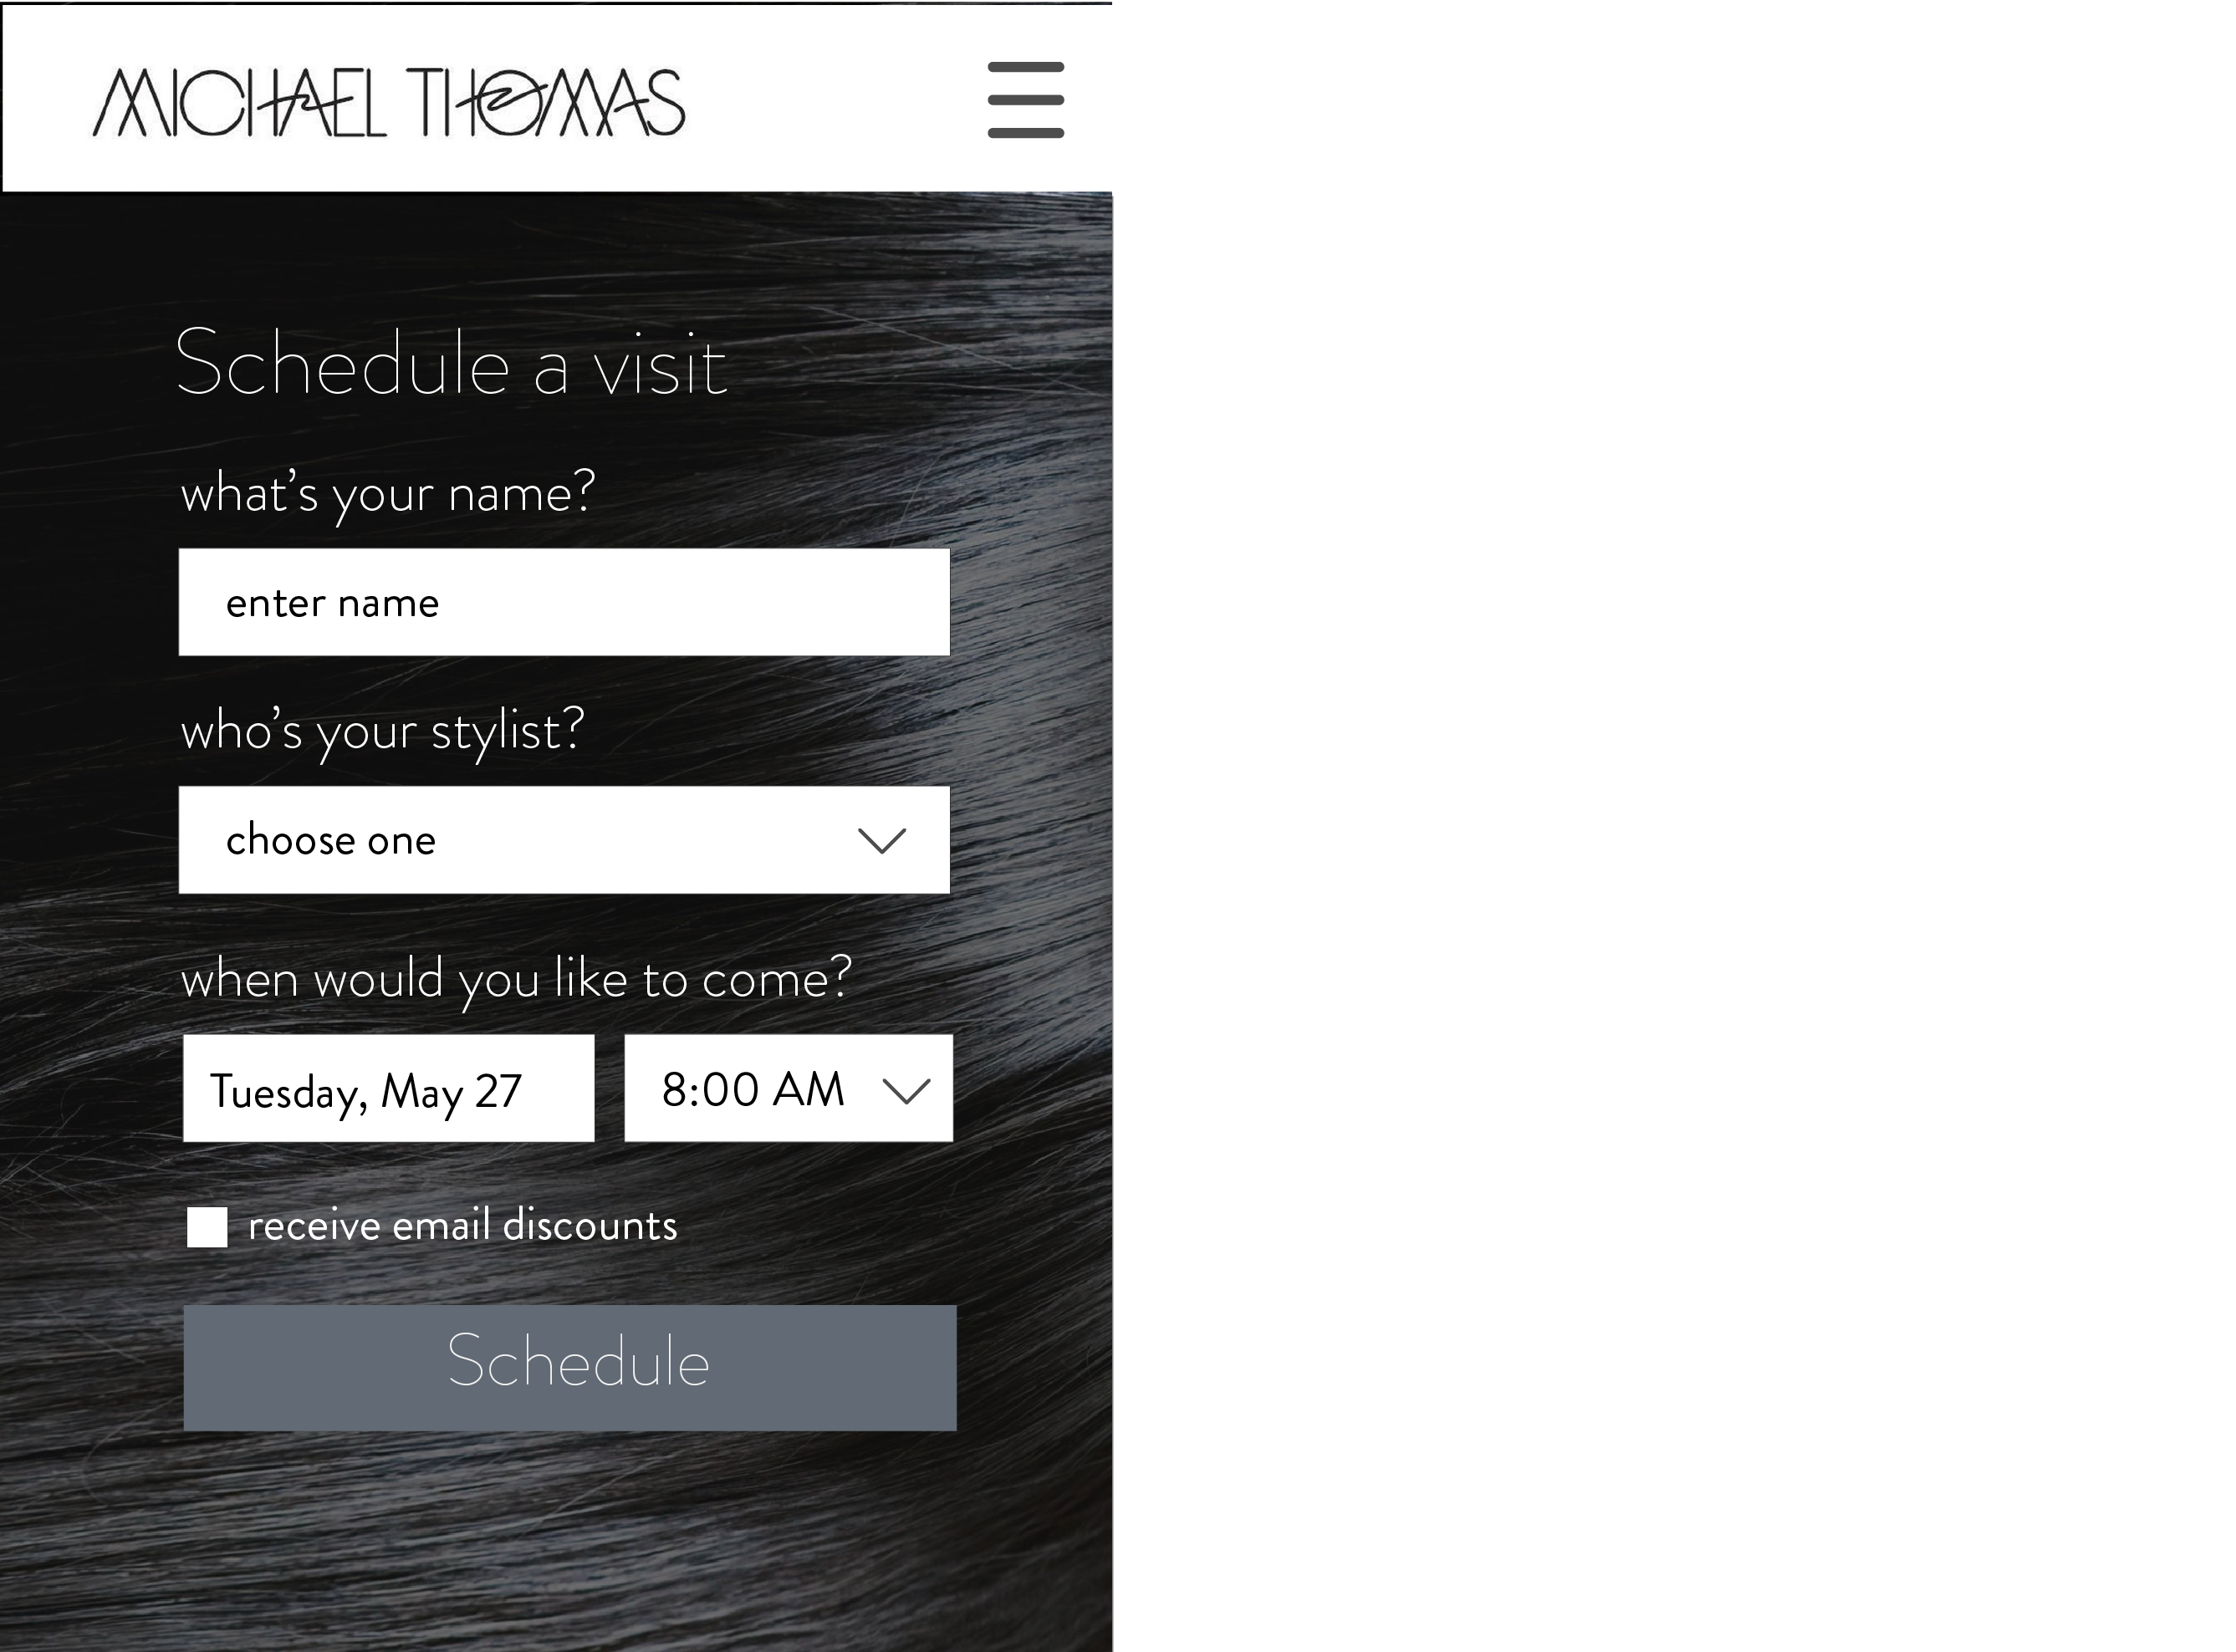 MICHAEL THOMAS
Schedule a visit
what’s your name?
enter name
who’s your stylist?
choose one
when would you like to come?
Tuesday, May 27
8:00 AM
receive email discounts
Schedule